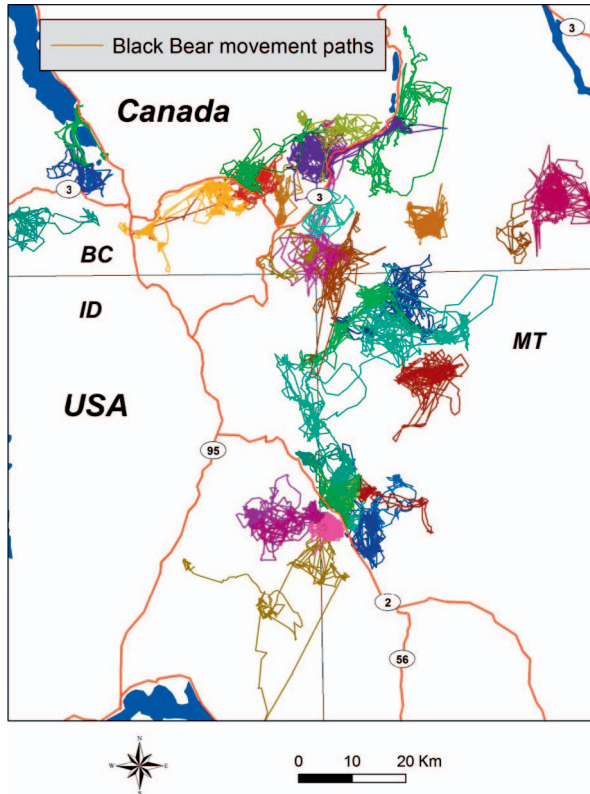 Black Bear movement paths
3
Canada
3
3
BC
ID
MT
USA
95
2
56
N
W E
S
0 10 20 Km